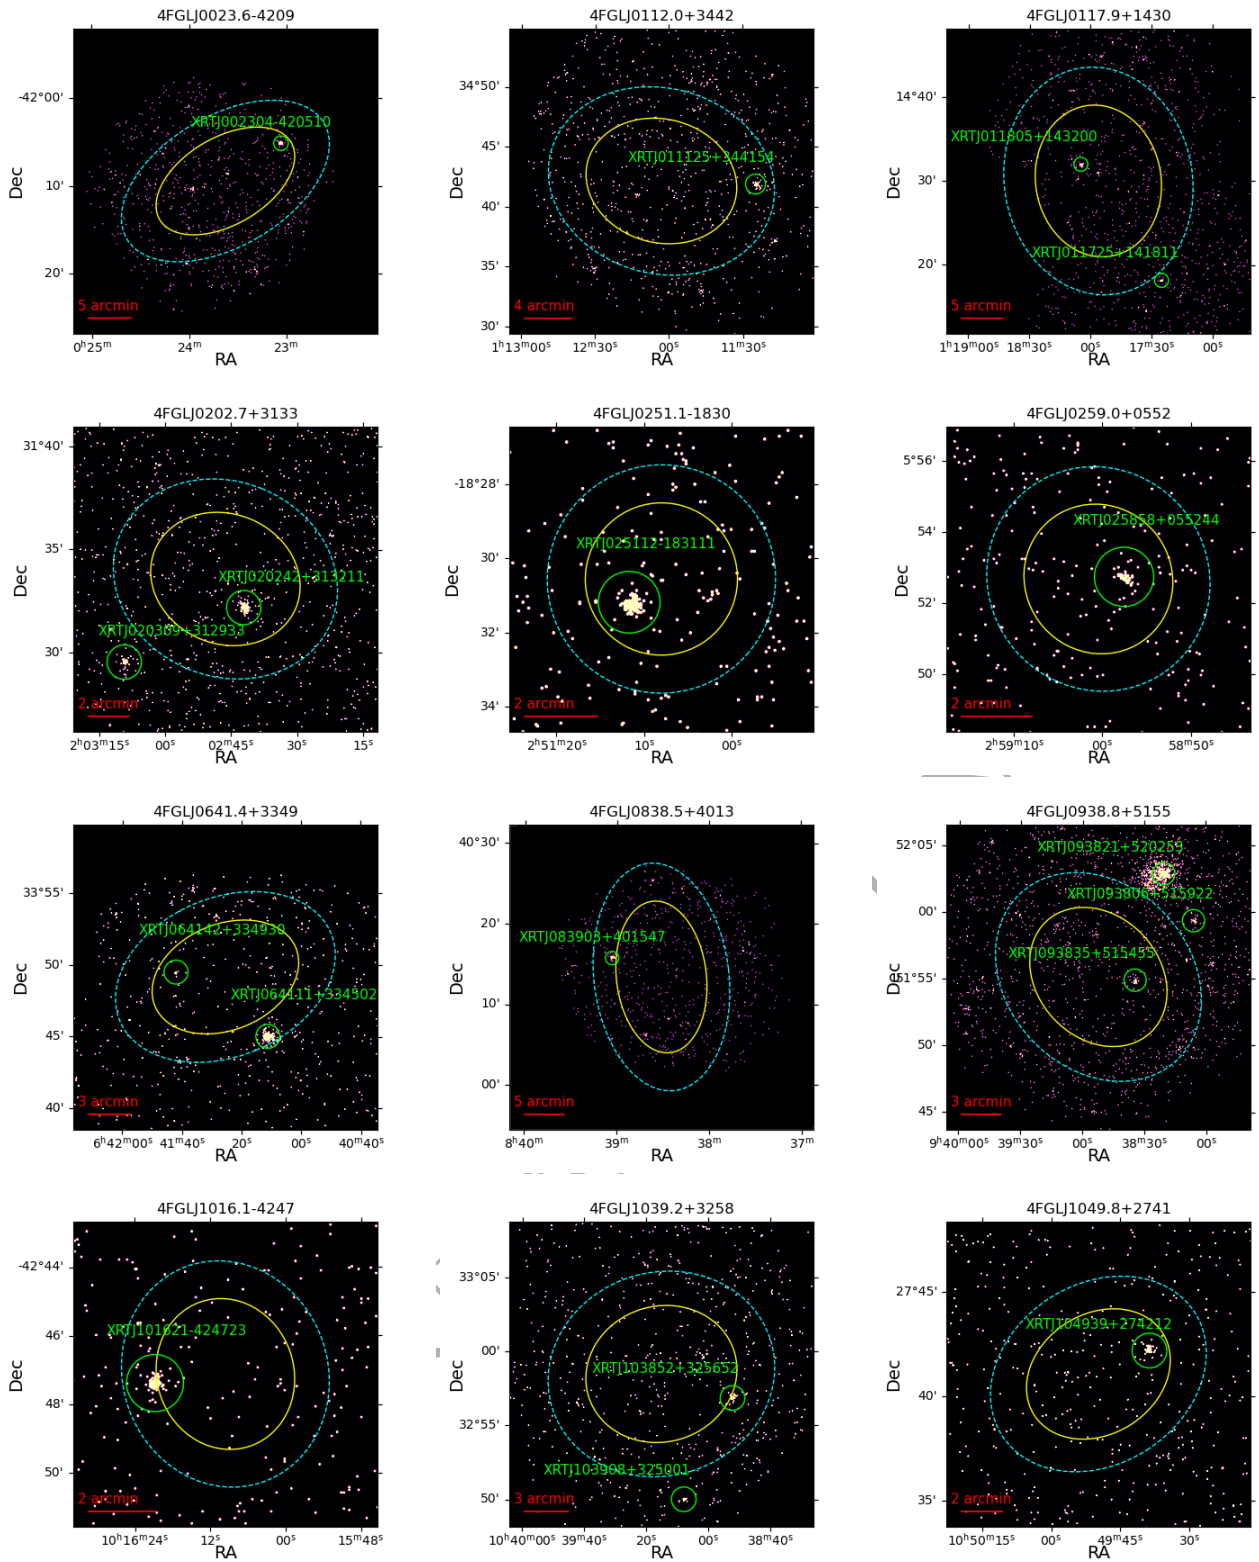 4FGLJ0023.6-4209
4FGLJ0112.0+3442
4FGLJ0117.9+1430
-42°00'
10'
20'
Dec
XRTJ002304-420510
5 arcmin
0ʰ25ᵐ 24ᵐ 23ᵐ
RA
34°50'
45'
40'
35'
30'
Dec
XRTJ011125+344154
4 arcmin
1ʰ13ᵐ00ˢ 12ᵐ30ˢ 00ˢ 11ᵐ30ˢ
RA
14°40'
30'
20'
Dec
XRTJ011805+143200
XRTJ011725+141811
5 arcmin
1ʰ19ᵐ00ˢ 18ᵐ30ˢ 00ˢ 17ᵐ30ˢ 00ˢ
RA
4FGLJ0202.7+3133
4FGLJ0251.1-1830
4FGLJ0259.0+0552
31°40'
35'
30'
Dec
XRTJ020242+313211
XRTJ020309+312933
2 arcmin
2ʰ03ᵐ15ˢ 00ˢ 02ᵐ45ˢ 30ˢ 15ˢ
RA
-18°28'
30'
32'
34'
Dec
XRTJ025112-183111
2 arcmin
2ʰ51ᵐ20ˢ 10ˢ 00ˢ
RA
5°56'
54'
52'
50'
Dec
XRTJ025858+055244
2 arcmin
2ʰ59ᵐ10ˢ 00ˢ 58ᵐ50ˢ
RA
4FGLJ0641.4+3349
4FGLJ0838.5+4013
4FGLJ0938.8+5155
33°55'
50'
45'
40'
Dec
XRTJ064142+334930
XRTJ064111+334502
3 arcmin
6ʰ42ᵐ00ˢ 41ᵐ40ˢ 20ˢ 00ˢ 40ᵐ40ˢ
RA
40°30'
20'
10'
00'
Dec
XRTJ083903+401547
5 arcmin
8ʰ40ᵐ 39ᵐ 38ᵐ 37ᵐ
RA
52°05'
00'
51°55'
50'
45'
Dec
XRTJ093821+520259
XRTJ093806+515922
XRTJ093835+515455
3 arcmin
9ʰ40ᵐ00ˢ 39ᵐ30ˢ 00ˢ 38ᵐ30ˢ 00ˢ
RA
4FGLJ1016.1-4247
4FGLJ1039.2+3258
4FGLJ1049.8+2741
-42°44'
46'
48'
50'
Dec
XRTJ101621-424723
2 arcmin
10ʰ16ᵐ24ˢ 12ˢ 00ˢ 15ᵐ48ˢ
RA
33°05'
00'
32°55'
50'
Dec
XRTJ103852+325652
XRTJ103908+325001
3 arcmin
10ʰ40ᵐ00ˢ 39ᵐ40ˢ 20ˢ 00ˢ 38ᵐ40ˢ
RA
27°45'
40'
35'
Dec
XRTJ104939+274212
2 arcmin
10ʰ50ᵐ15ˢ 00ˢ 49ᵐ45ˢ 30ˢ
RA